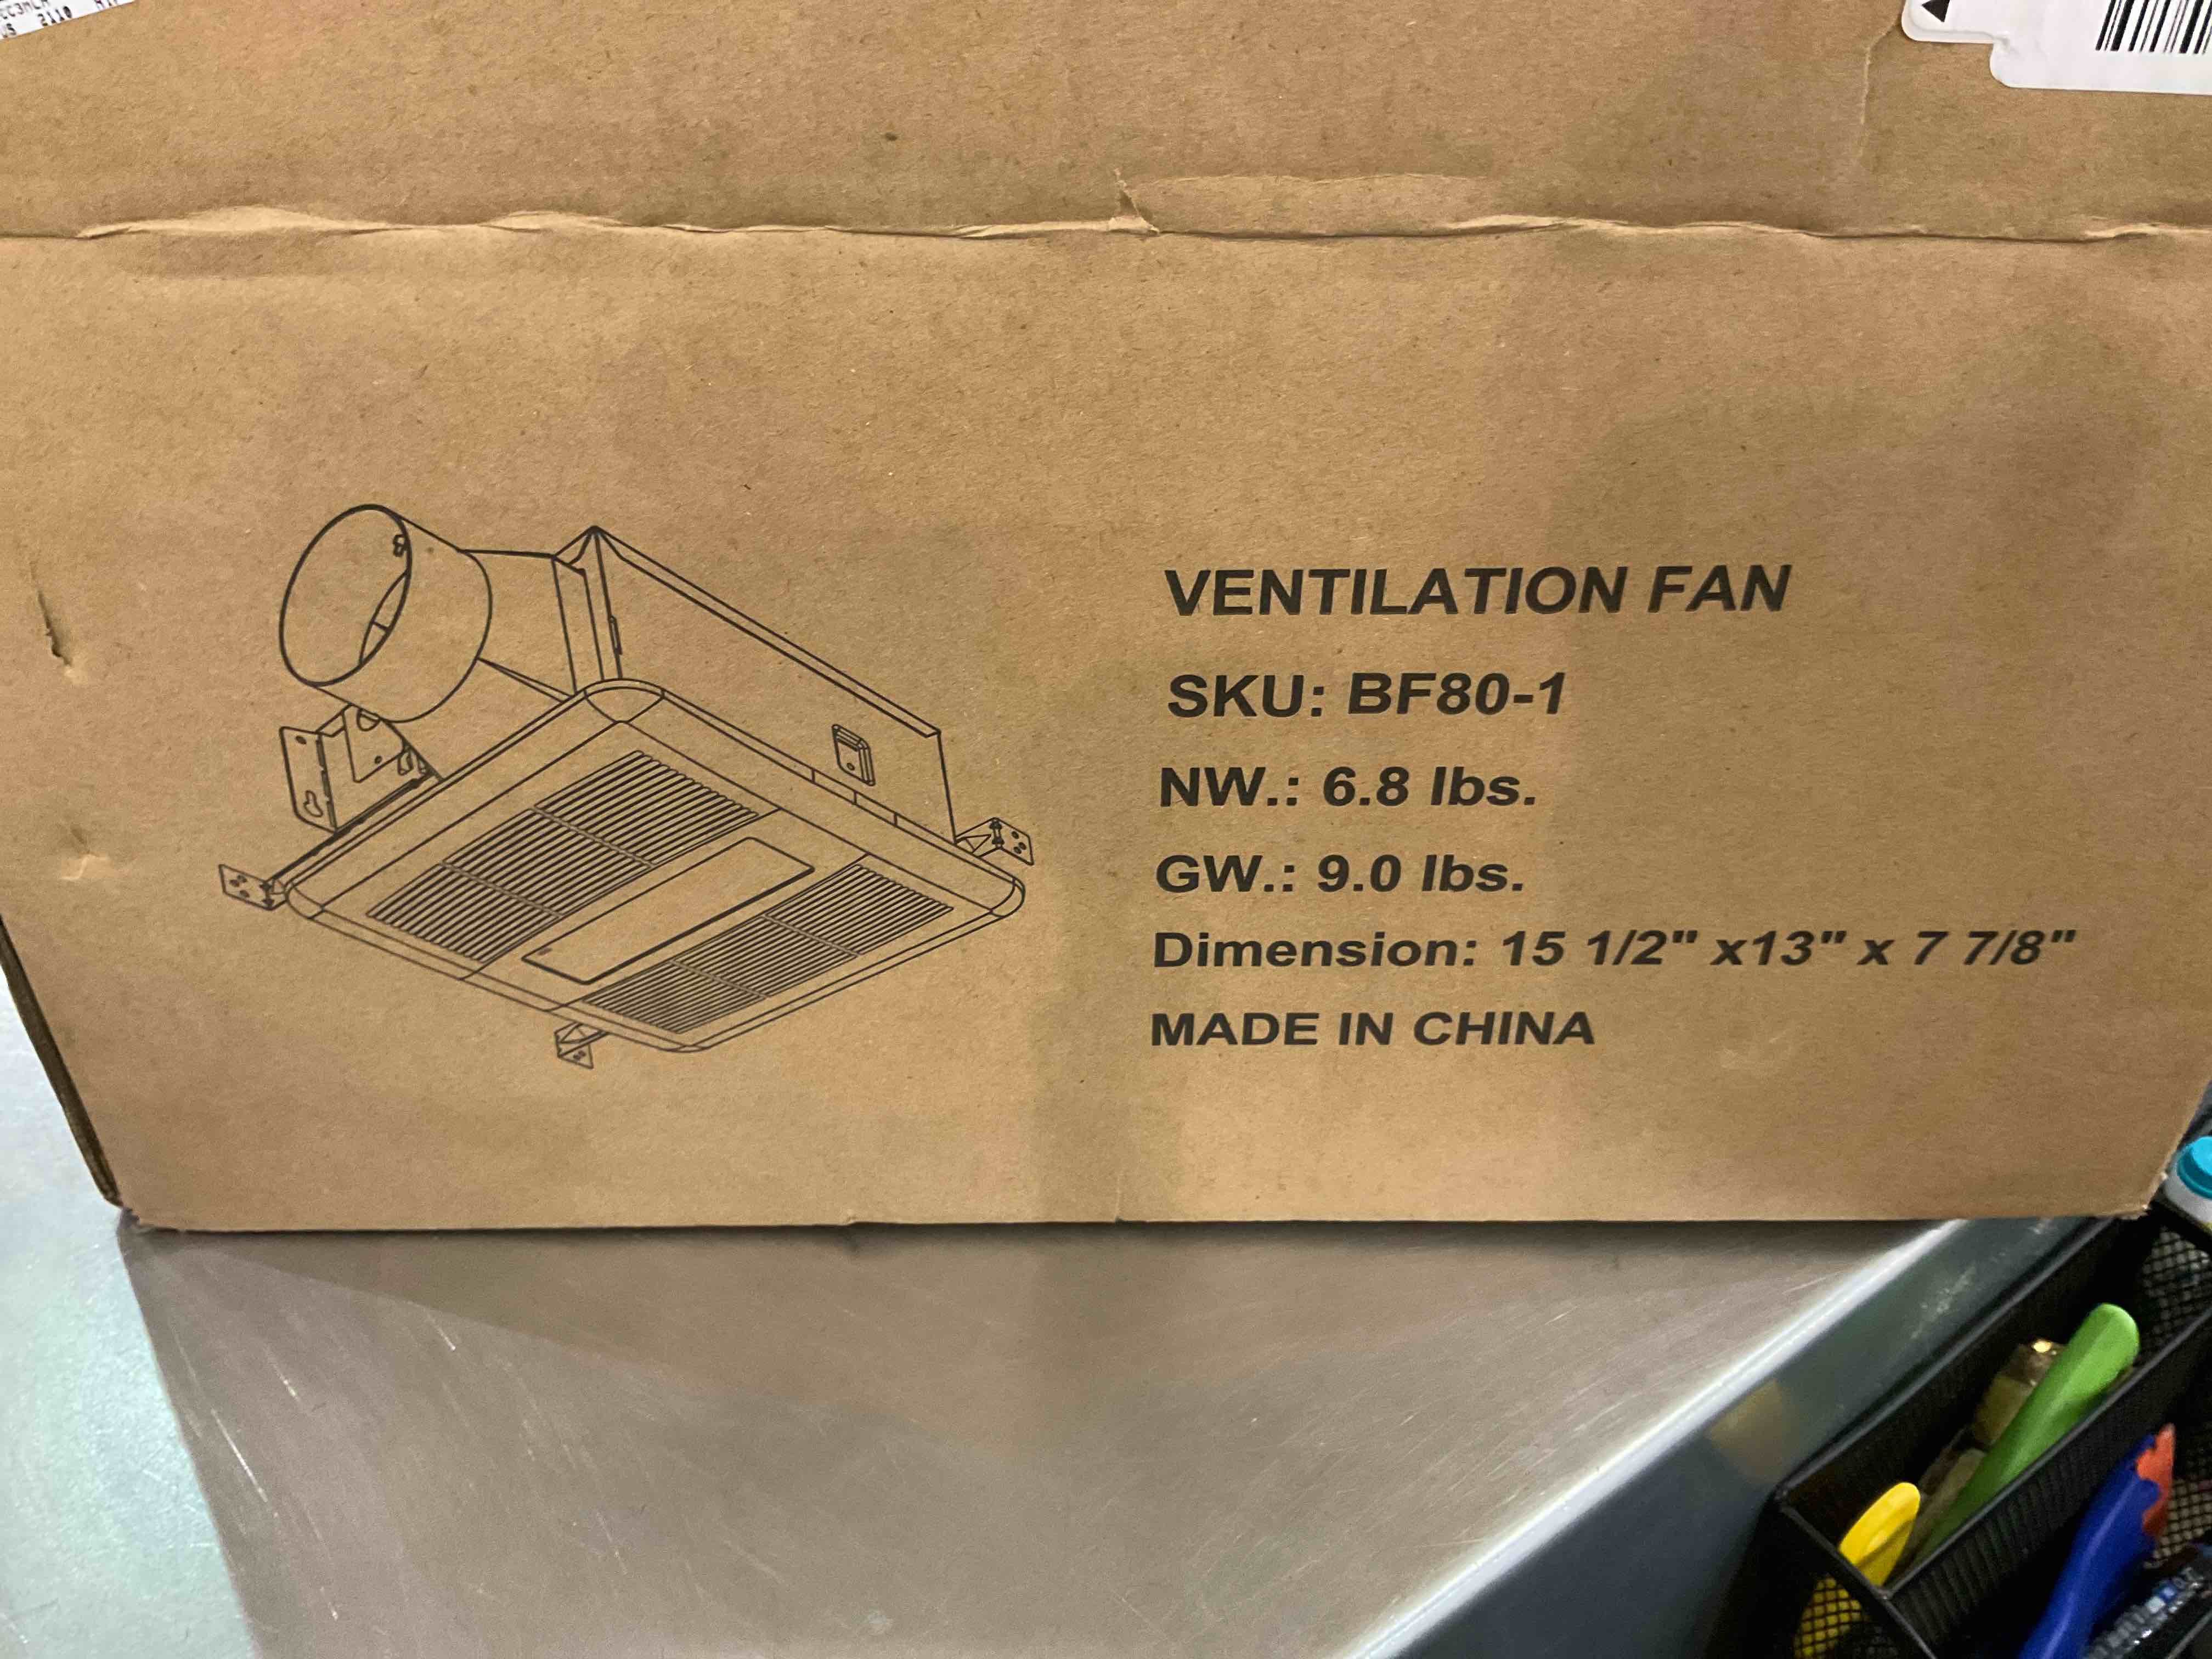 2110
VENTILATION FAN
SKU: BF80-1
NW.: 6.8 lbs.
GW.: 9.0 lbs.
Dimension: 15 1/2" x13" x 7 7/8"
MADE IN CHINA